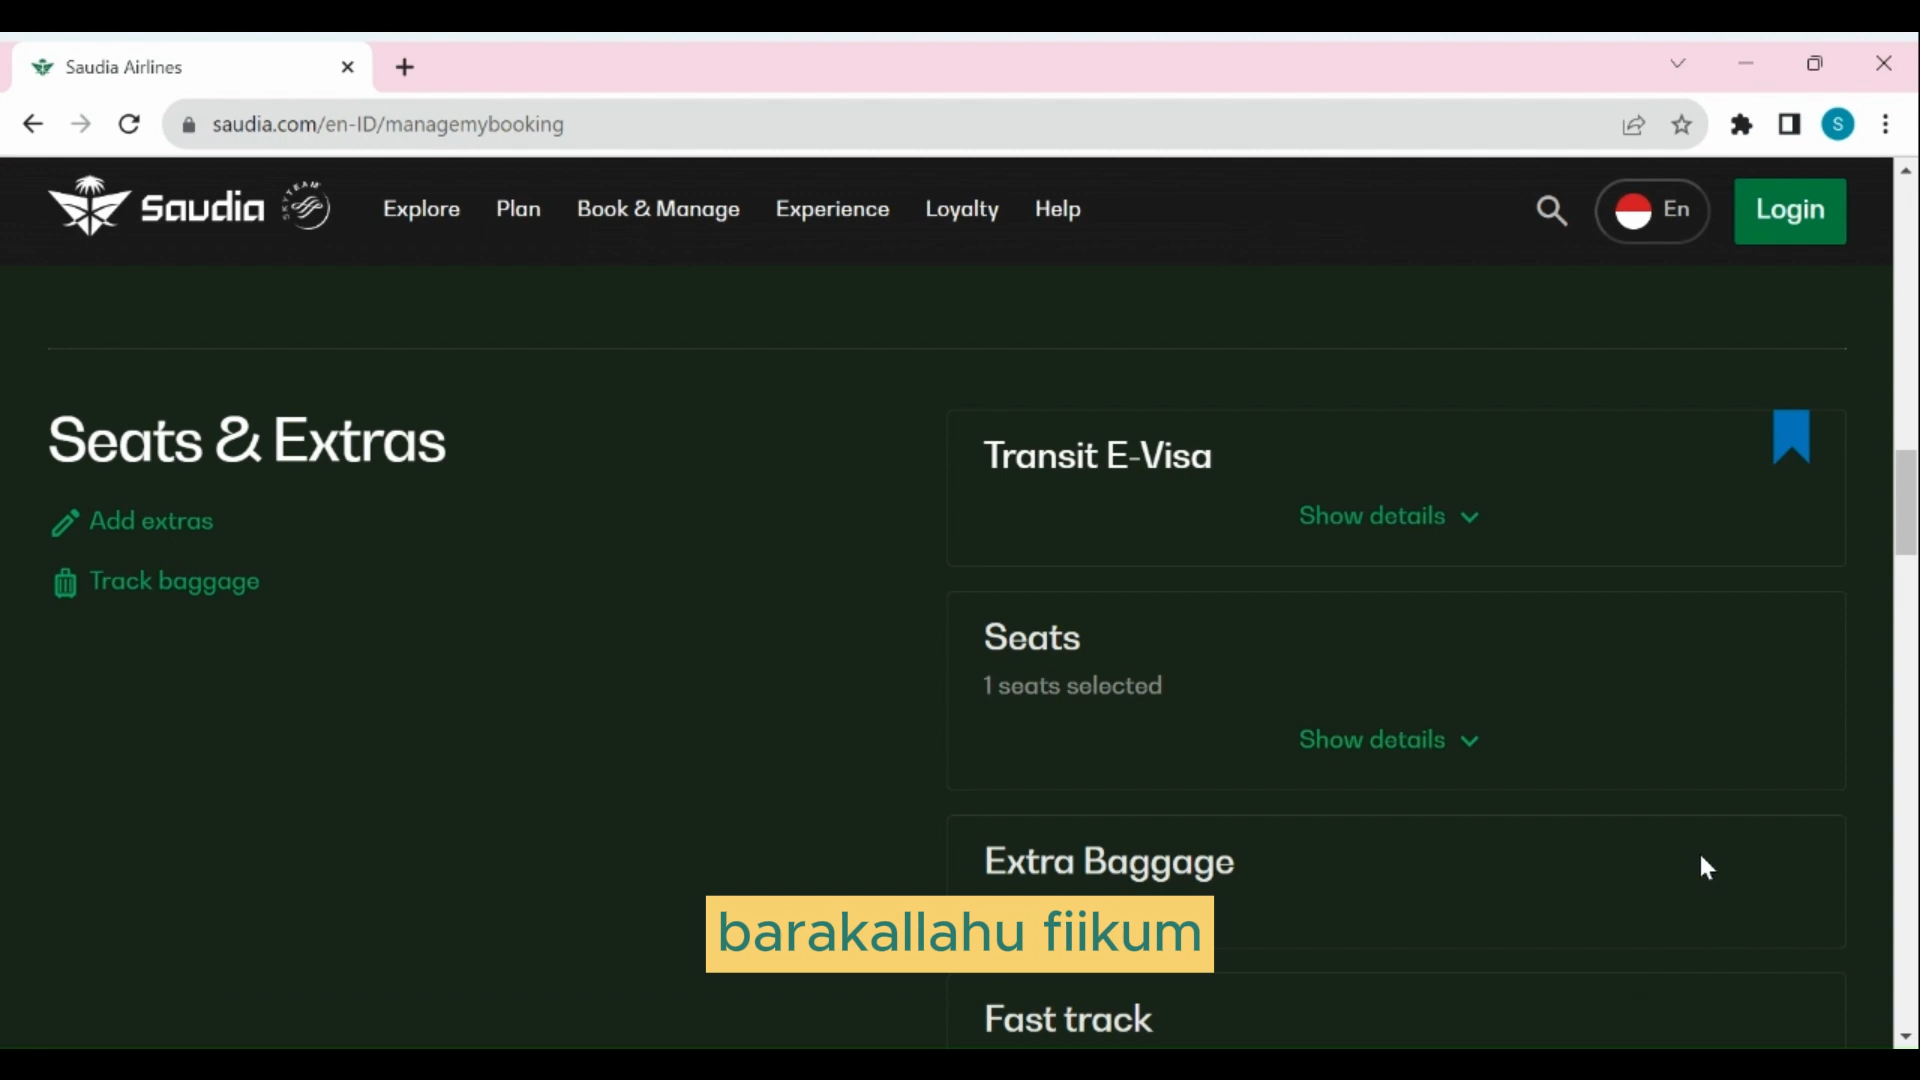 Saudia Airlines
saudia.com/en-ID/managemybooking
S
Saudia
SKYTEAM
Explore
Plan
Book & Manage
Experience
Loyalty
Help
En
Login
Seats & Extras
Add extras
Track baggage
Transit E-Visa
Show details
Seats
1 seats selected
Show details
Extra Baggage
barakallahu fiikum
Fast track